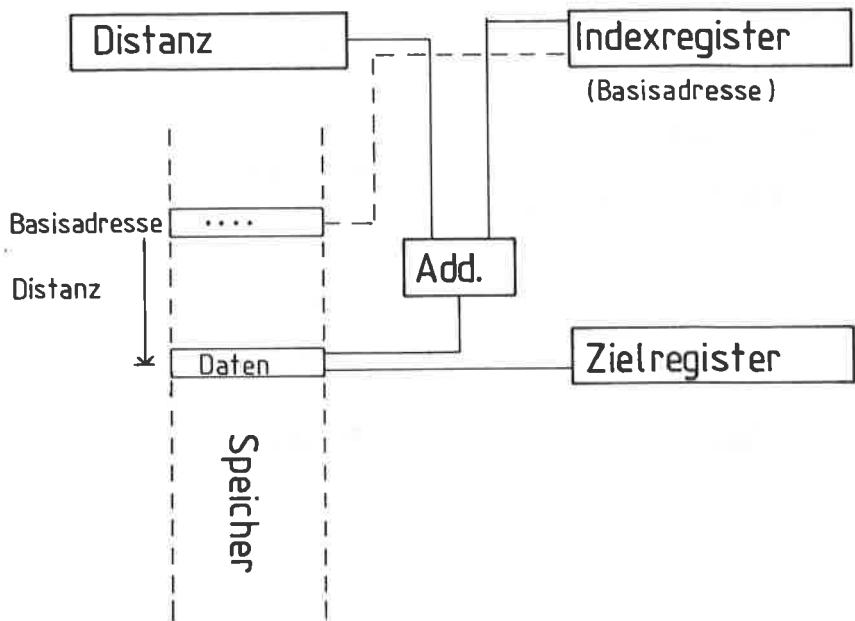 Distanz
Indexregister
(Basisadresse)
Basisadresse
....
Add.
Distanz
Daten
Zielregister
Speicher